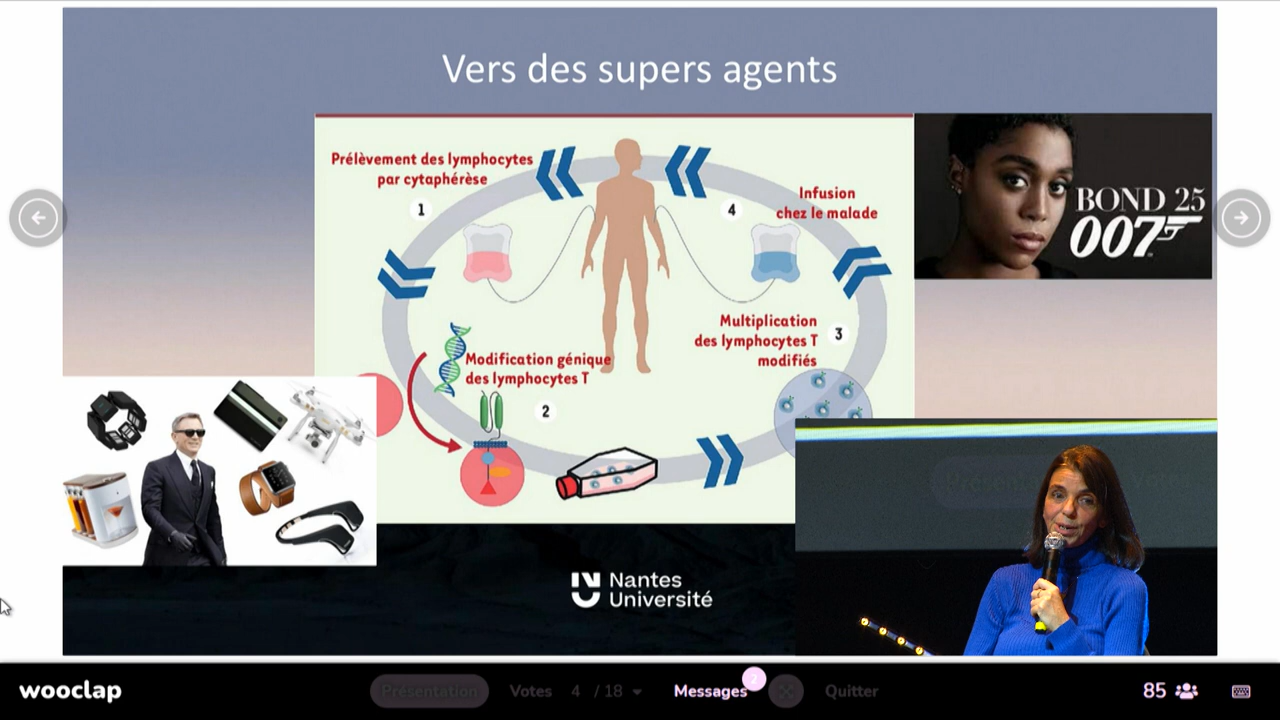 Vers des supers agents
Prélèvement des lymphocytes
par cytaphérèse
1
4
Infusion
chez le malade
BOND 25
007
Multiplication
des lymphocytes T
modifiés
3
Modification génique
des lymphocytes T
2
Nantes
Université
wooclap
Présentation
Votes
4 / 18
Messages
2
Quitter
85